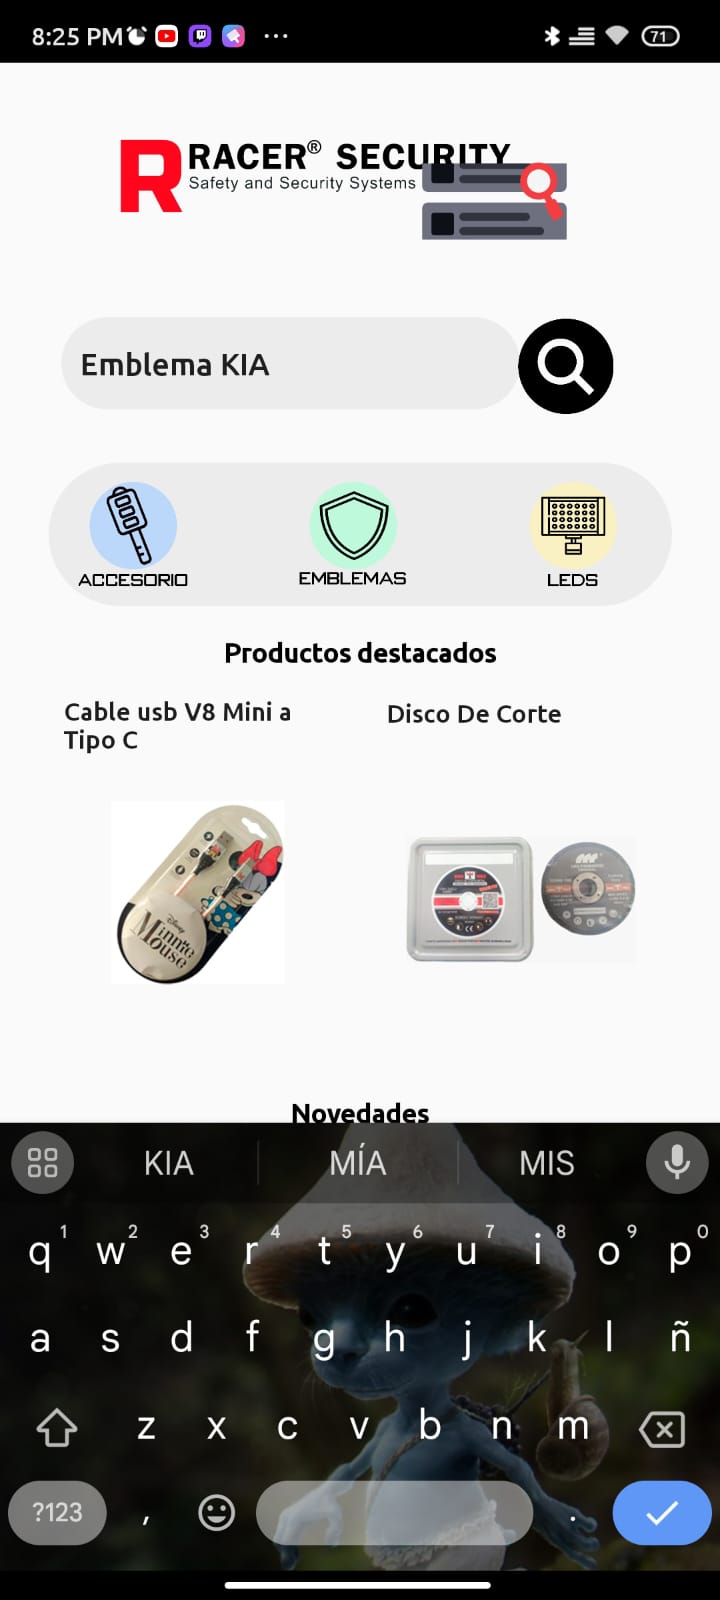 8:25 PM
71
R RACER® SECURITY
Safety and Security Systems
Emblema KIA
ACCESORIO EMBLEMAS LEDS
Productos destacados
Cable usb V8 Mini a
Tipo C
Disco De Corte
Disney
Minnie
Mouse
Novedades
KIA MÍA MIS
1 2 3 4 5 6 7 8 9 0
q w e r t y u i o p
a s d f g h j k l ñ
z x c v b n m
?123 , .